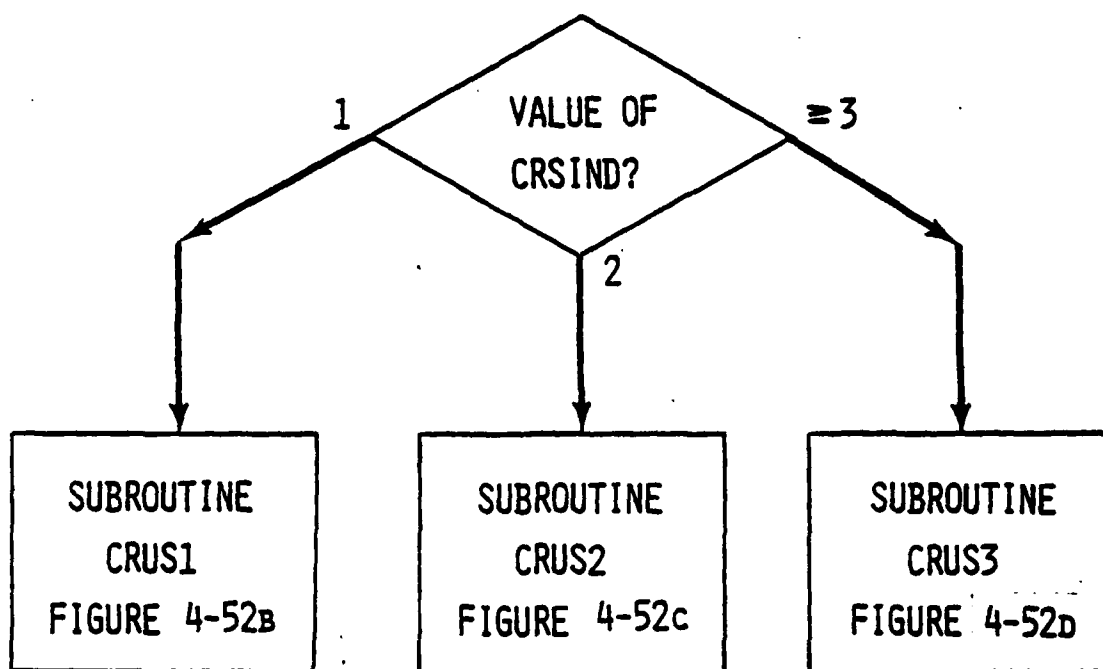 VALUE OF
CRSIND?
1
≥3
2
SUBROUTINE
CRUS1
FIGURE 4-52B
SUBROUTINE
CRUS2
FIGURE 4-52C
SUBROUTINE
CRUS3
FIGURE 4-52D